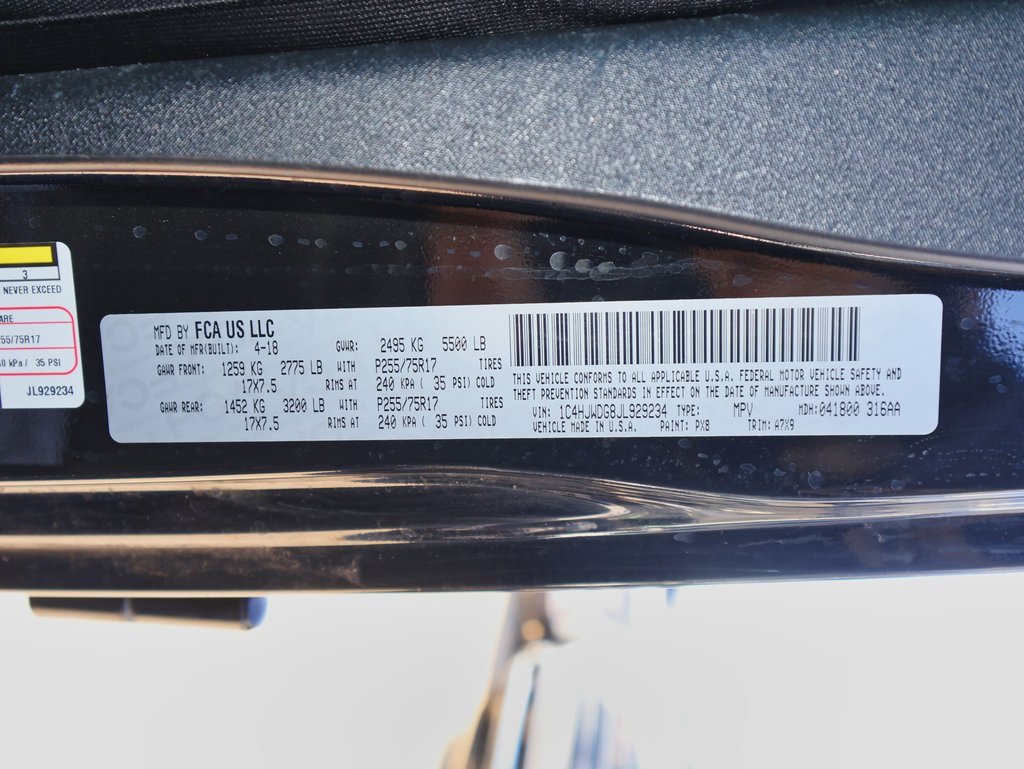 3
NEVER EXCEED
35 PSI
JL929234
MFD BY FCA US LLC
DATE OF MFR(BUILT): 4-18 GVWR: 2495 KG 5500 LB
GAWR FRONT: 1259 KG 2775 LB WITH P255/75R17 TIRES
17X7.5 RIMS AT 240 KPA ( 35 PSI) COLD
GAWR REAR: 1452 KG 3200 LB WITH P255/75R17 TIRES
17X7.5 RIMS AT 240 KPA ( 35 PSI) COLD
THIS VEHICLE CONFORMS TO ALL APPLICABLE U.S.A. FEDERAL MOTOR VEHICLE SAFETY AND
THEFT PREVENTION STANDARDS IN EFFECT ON THE DATE OF MANUFACTURE SHOWN ABOVE.
VIN: 1C4HJWDG8JL929234 TYPE: MPV MDH: 041800 316AA
VEHICLE MADE IN U.S.A. PAINT: PX8 TRIM: A7X9